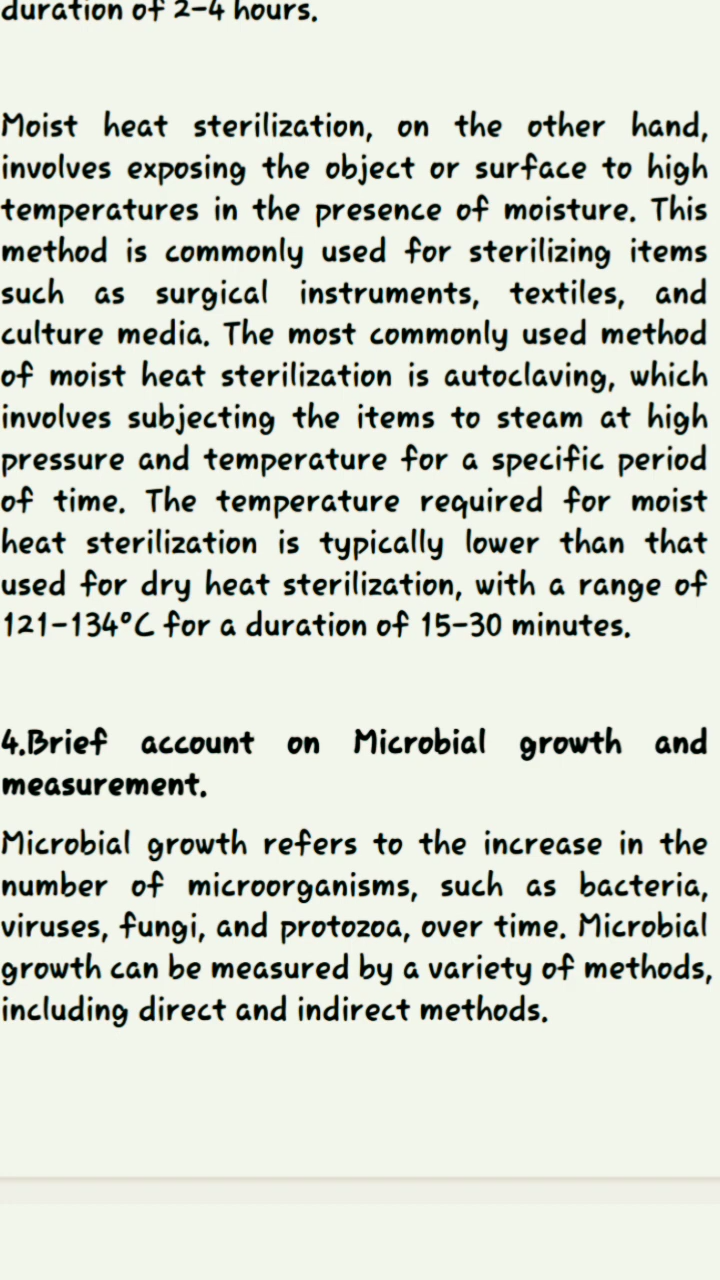 duration of 2-4 hours.
Moist heat sterilization, on the other hand,
involves exposing the object or surface to high
temperatures in the presence of moisture. This
method is commonly used for sterilizing items
such as surgical instruments, textiles, and
culture media. The most commonly used method
of moist heat sterilization is autoclaving, which
involves subjecting the items to steam at high
pressure and temperature for a specific period
of time. The temperature required for moist
heat sterilization is typically lower than that
used for dry heat sterilization, with a range of
121-134°C for a duration of 15-30 minutes.
4.Brief account on Microbial growth and
measurement.
Microbial growth refers to the increase in the
number of microorganisms, such as bacteria,
viruses, fungi, and protozoa, over time. Microbial
growth can be measured by a variety of methods,
including direct and indirect methods.